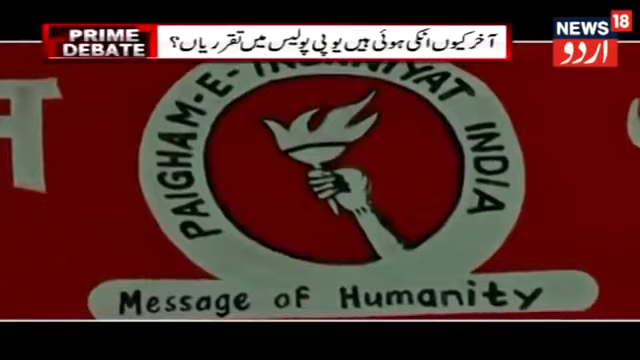 PRIME
DEBATE
آخر کیوں اٹکی ہوئی ہیں یو پی پولیس میں تقرریاں؟
NEWS 18
اردو
PAIGHAM-E-INSANIYAT INDIA
Message of Humanity